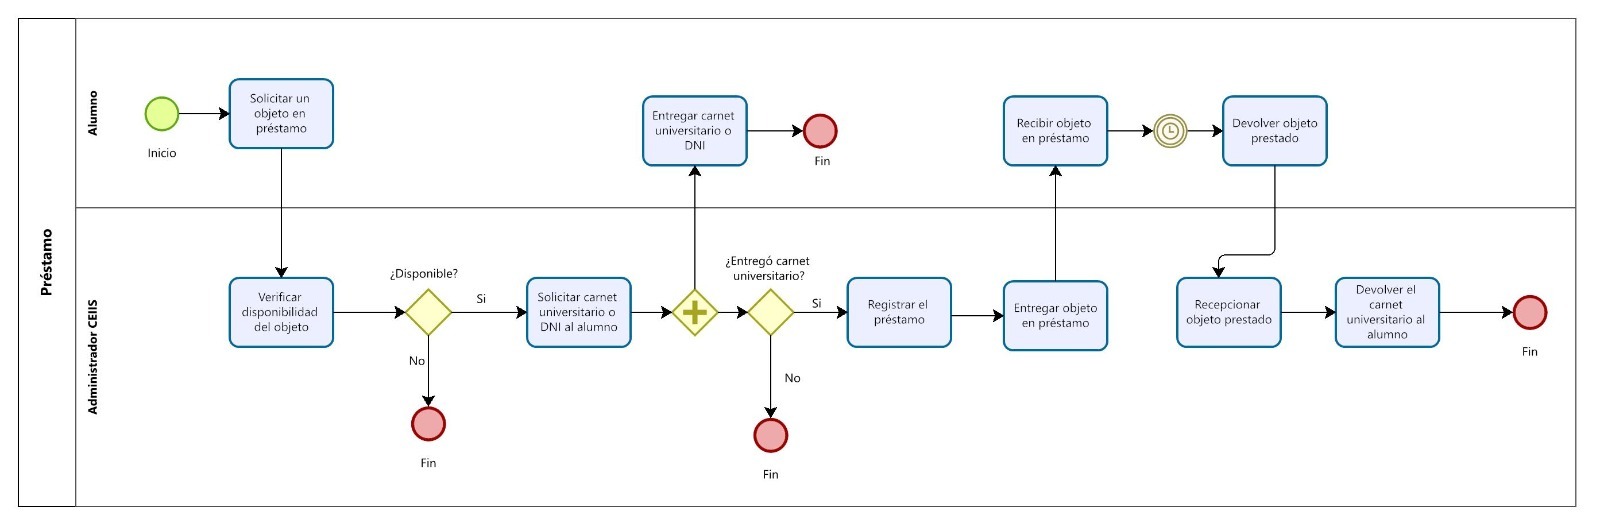 Préstamo
Alumno
Inicio
Solicitar un
objeto en
préstamo
Entregar carnet
universitario o
DNI
Fin
Recibir objeto
en préstamo
Devolver objeto
prestado
Administrador CEIIS
Verificar
disponibilidad
del objeto
¿Disponible?
Si
No
Fin
Solicitar carnet
universitario o
DNI al alumno
¿Entregó carnet
universitario?
Si
No
Fin
Registrar el
préstamo
Entregar objeto
en préstamo
Recepcionar
objeto prestado
Devolver el
carnet
universitario al
alumno
Fin